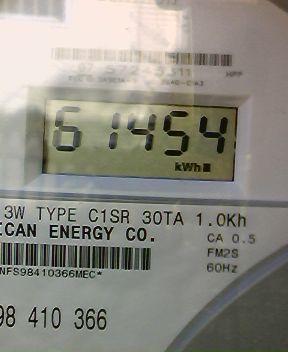 61454
kWh
3W TYPE C1SR 30TA 1.0Kh
ICAN ENERGY CO.
CA 0.5
FM2S
NFS98410366MEC*
60Hz
98 410 366